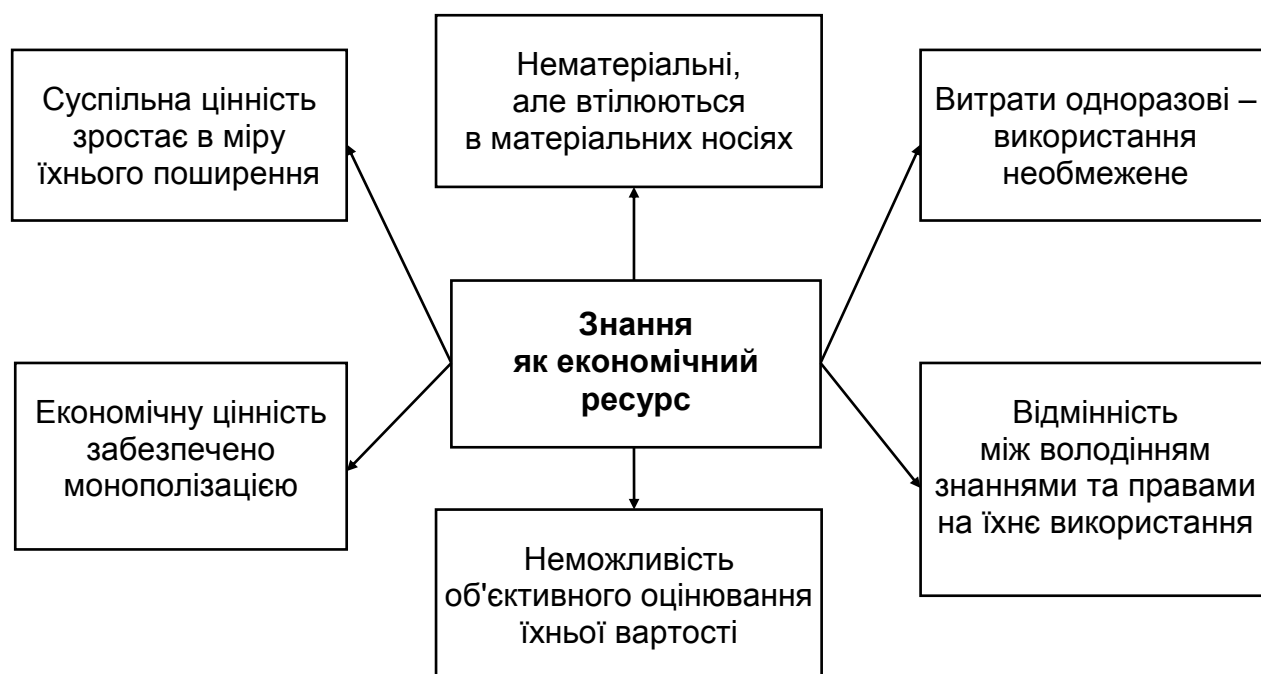 Суспільна цінність
зростає в міру
їхнього поширення
Нематеріальні,
але втілюються
в матеріальних носіях
Витрати одноразові –
використання
необмежене
Знання
як економічний
ресурс
Економічну цінність
забезпечено
монополізацією
Неможливість
об'єктивного оцінювання
їхньої вартості
Відмінність
між володінням
знаннями та правами
на їхнє використання